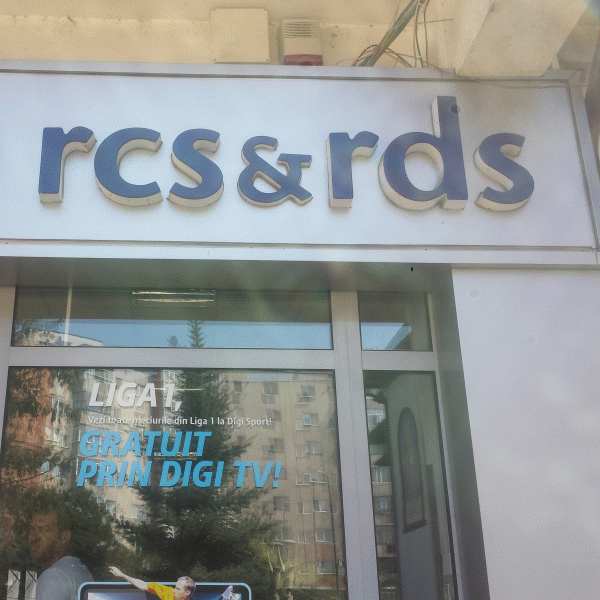 rcs&rds
LIGA 1,
Vezi toate meciurile din Liga 1 la Digi Sport!
GRATUIT
PRIN DIGI TV!